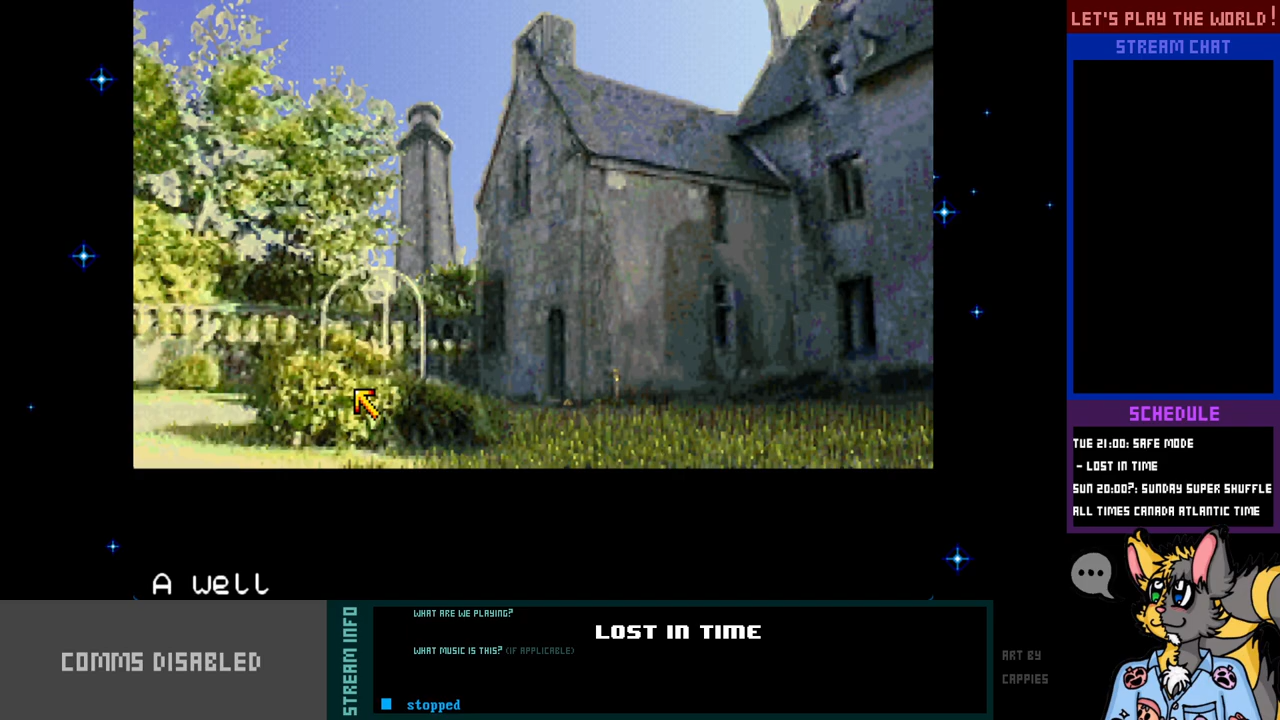 LET'S PLAY THE WORLD!
STREAM CHAT
SCHEDULE
TUE 21:00: SAFE MODE
- LOST IN TIME
SUN 20:00?: SUNDAY SUPER SHUFFLE
ALL TIMES CANADA ATLANTIC TIME
A well
COMMS DISABLED
STREAM INFO
WHAT ARE WE PLAYING?
LOST IN TIME
WHAT MUSIC IS THIS? (IF APPLICABLE)
stopped
ART BY
CAPPIES